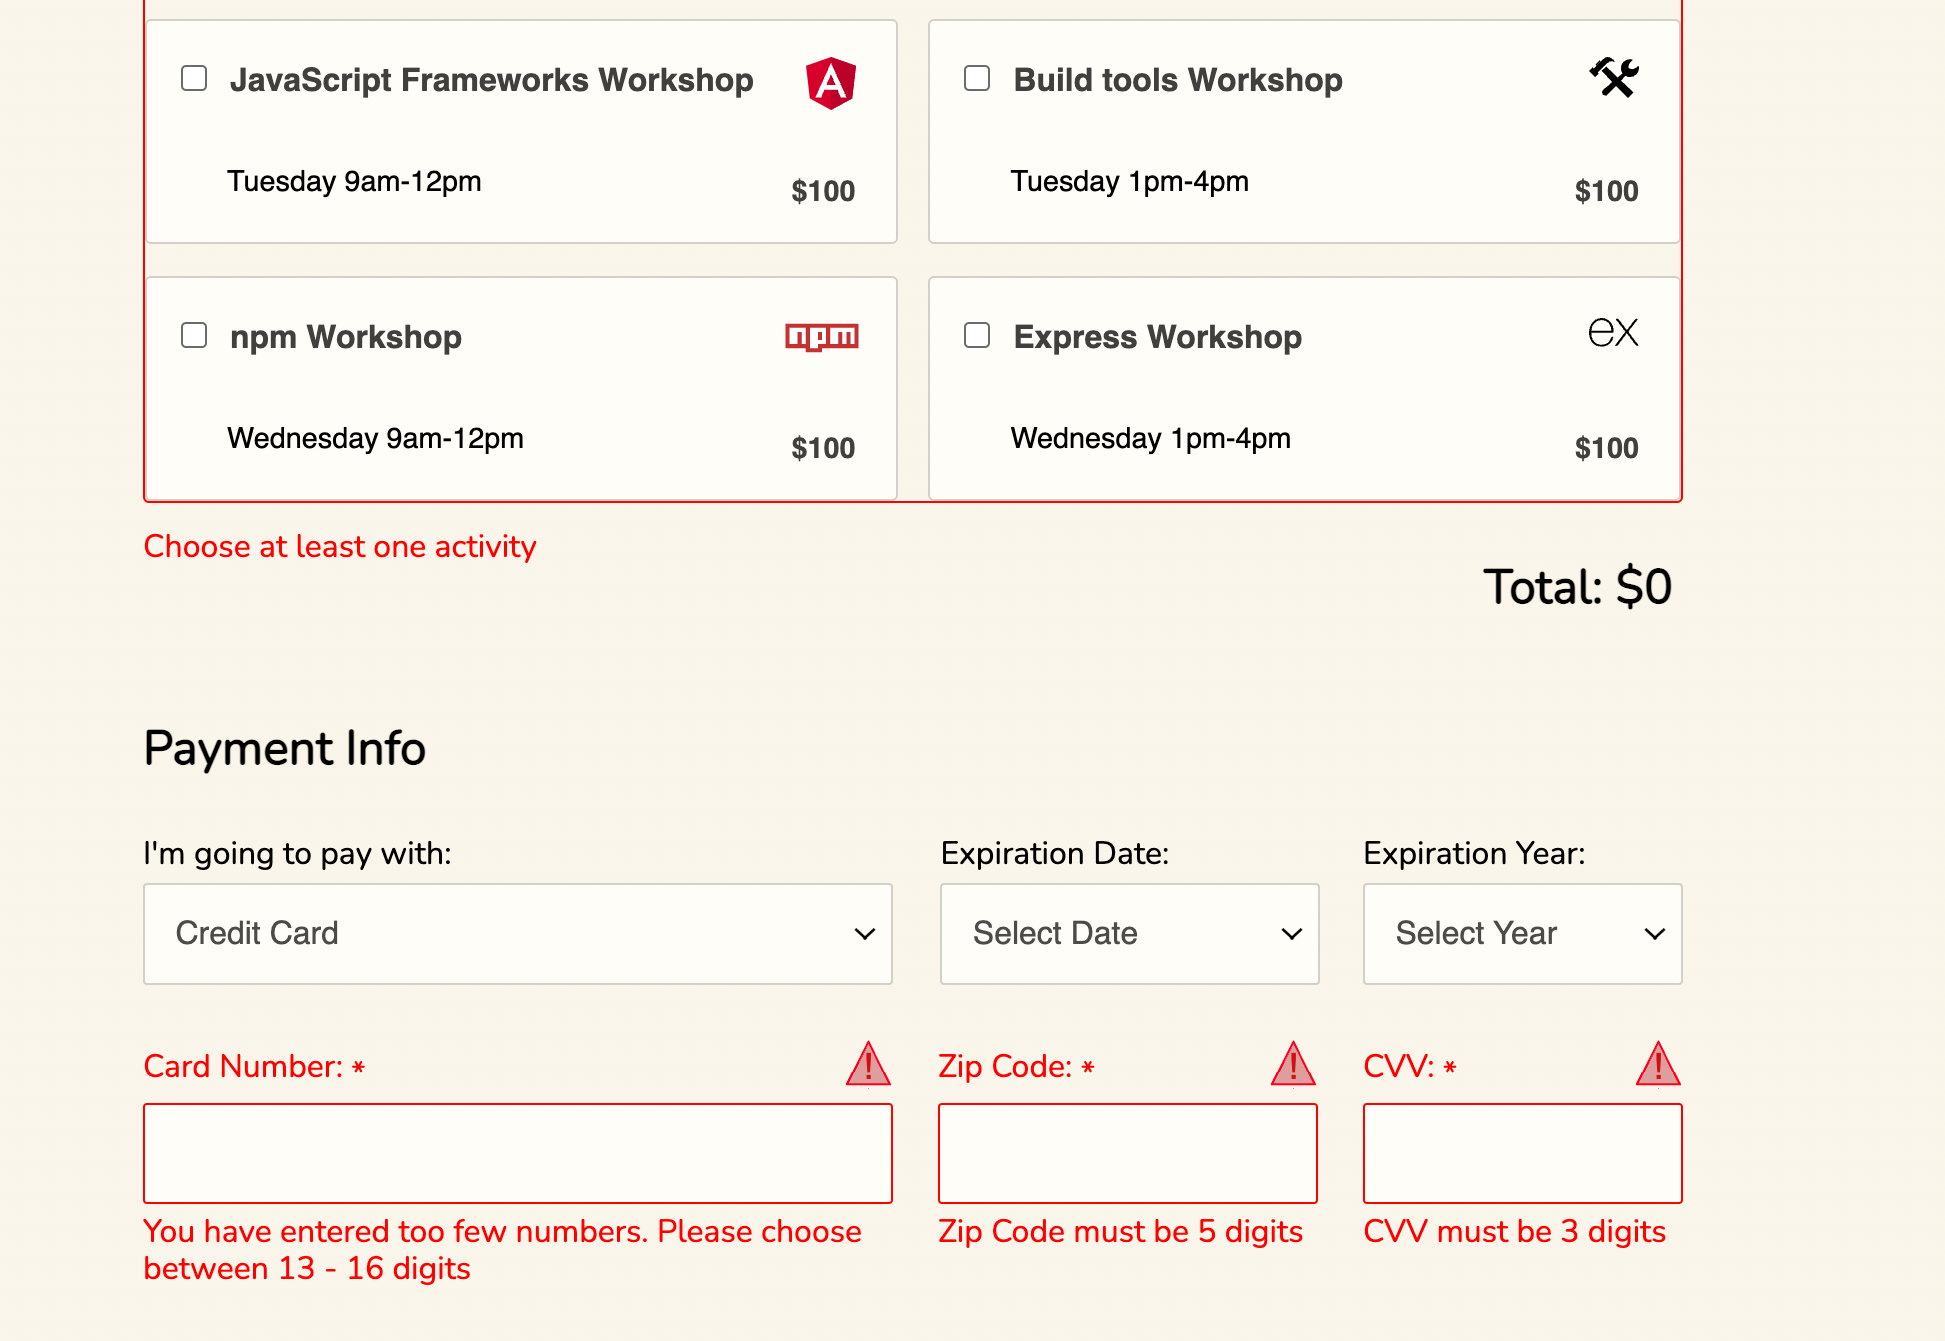 JavaScript Frameworks Workshop
Tuesday 9am-12pm
$100
Build tools Workshop
Tuesday 1pm-4pm
$100
npm Workshop
npm
Wednesday 9am-12pm
$100
Express Workshop
ex
Wednesday 1pm-4pm
$100
Choose at least one activity
Total: $0
Payment Info
I'm going to pay with:
Credit Card
Expiration Date:
Select Date
Expiration Year:
Select Year
Card Number: *
Zip Code: *
CVV: *
You have entered too few numbers. Please choose
between 13 - 16 digits
Zip Code must be 5 digits
CVV must be 3 digits